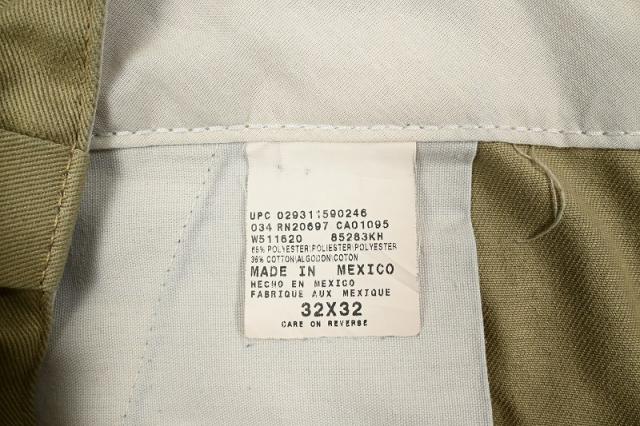 UPC 029311590246
034 RN20697 CA01095
W511620 85283KH
65% POLYESTER\POLIESTER\POLYESTER
35% COTTON\ALGODON\COTON
MADE IN MEXICO
HECHO EN MEXICO
FABRIQUE AUX MEXIQUE
32X32
CARE ON REVERSE